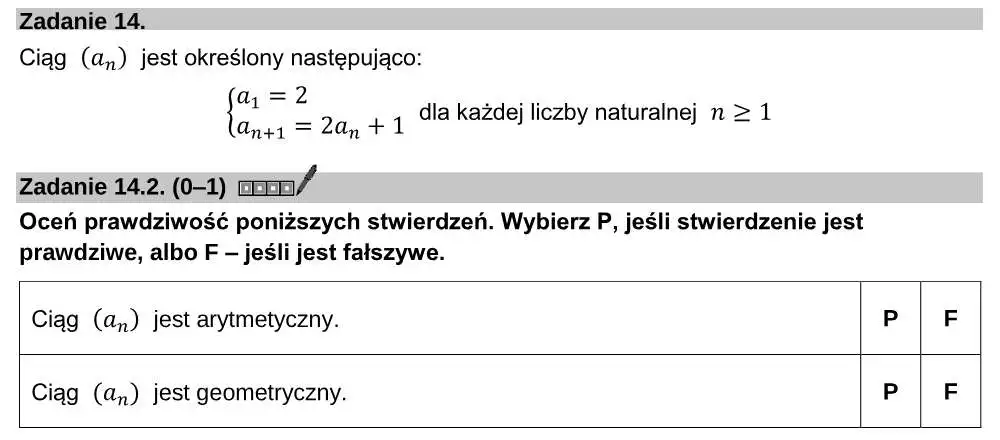 Zadanie 14.
Ciąg (aₙ) jest określony następująco:
{a₁ = 2
{aₙ₊₁ = 2aₙ + 1 dla każdej liczby naturalnej n ≥ 1
Zadanie 14.2. (0–1)
Oceń prawdziwość poniższych stwierdzeń. Wybierz P, jeśli stwierdzenie jest
prawdziwe, albo F – jeśli jest fałszywe.
Ciąg (aₙ) jest arytmetyczny. P F
Ciąg (aₙ) jest geometryczny. P F